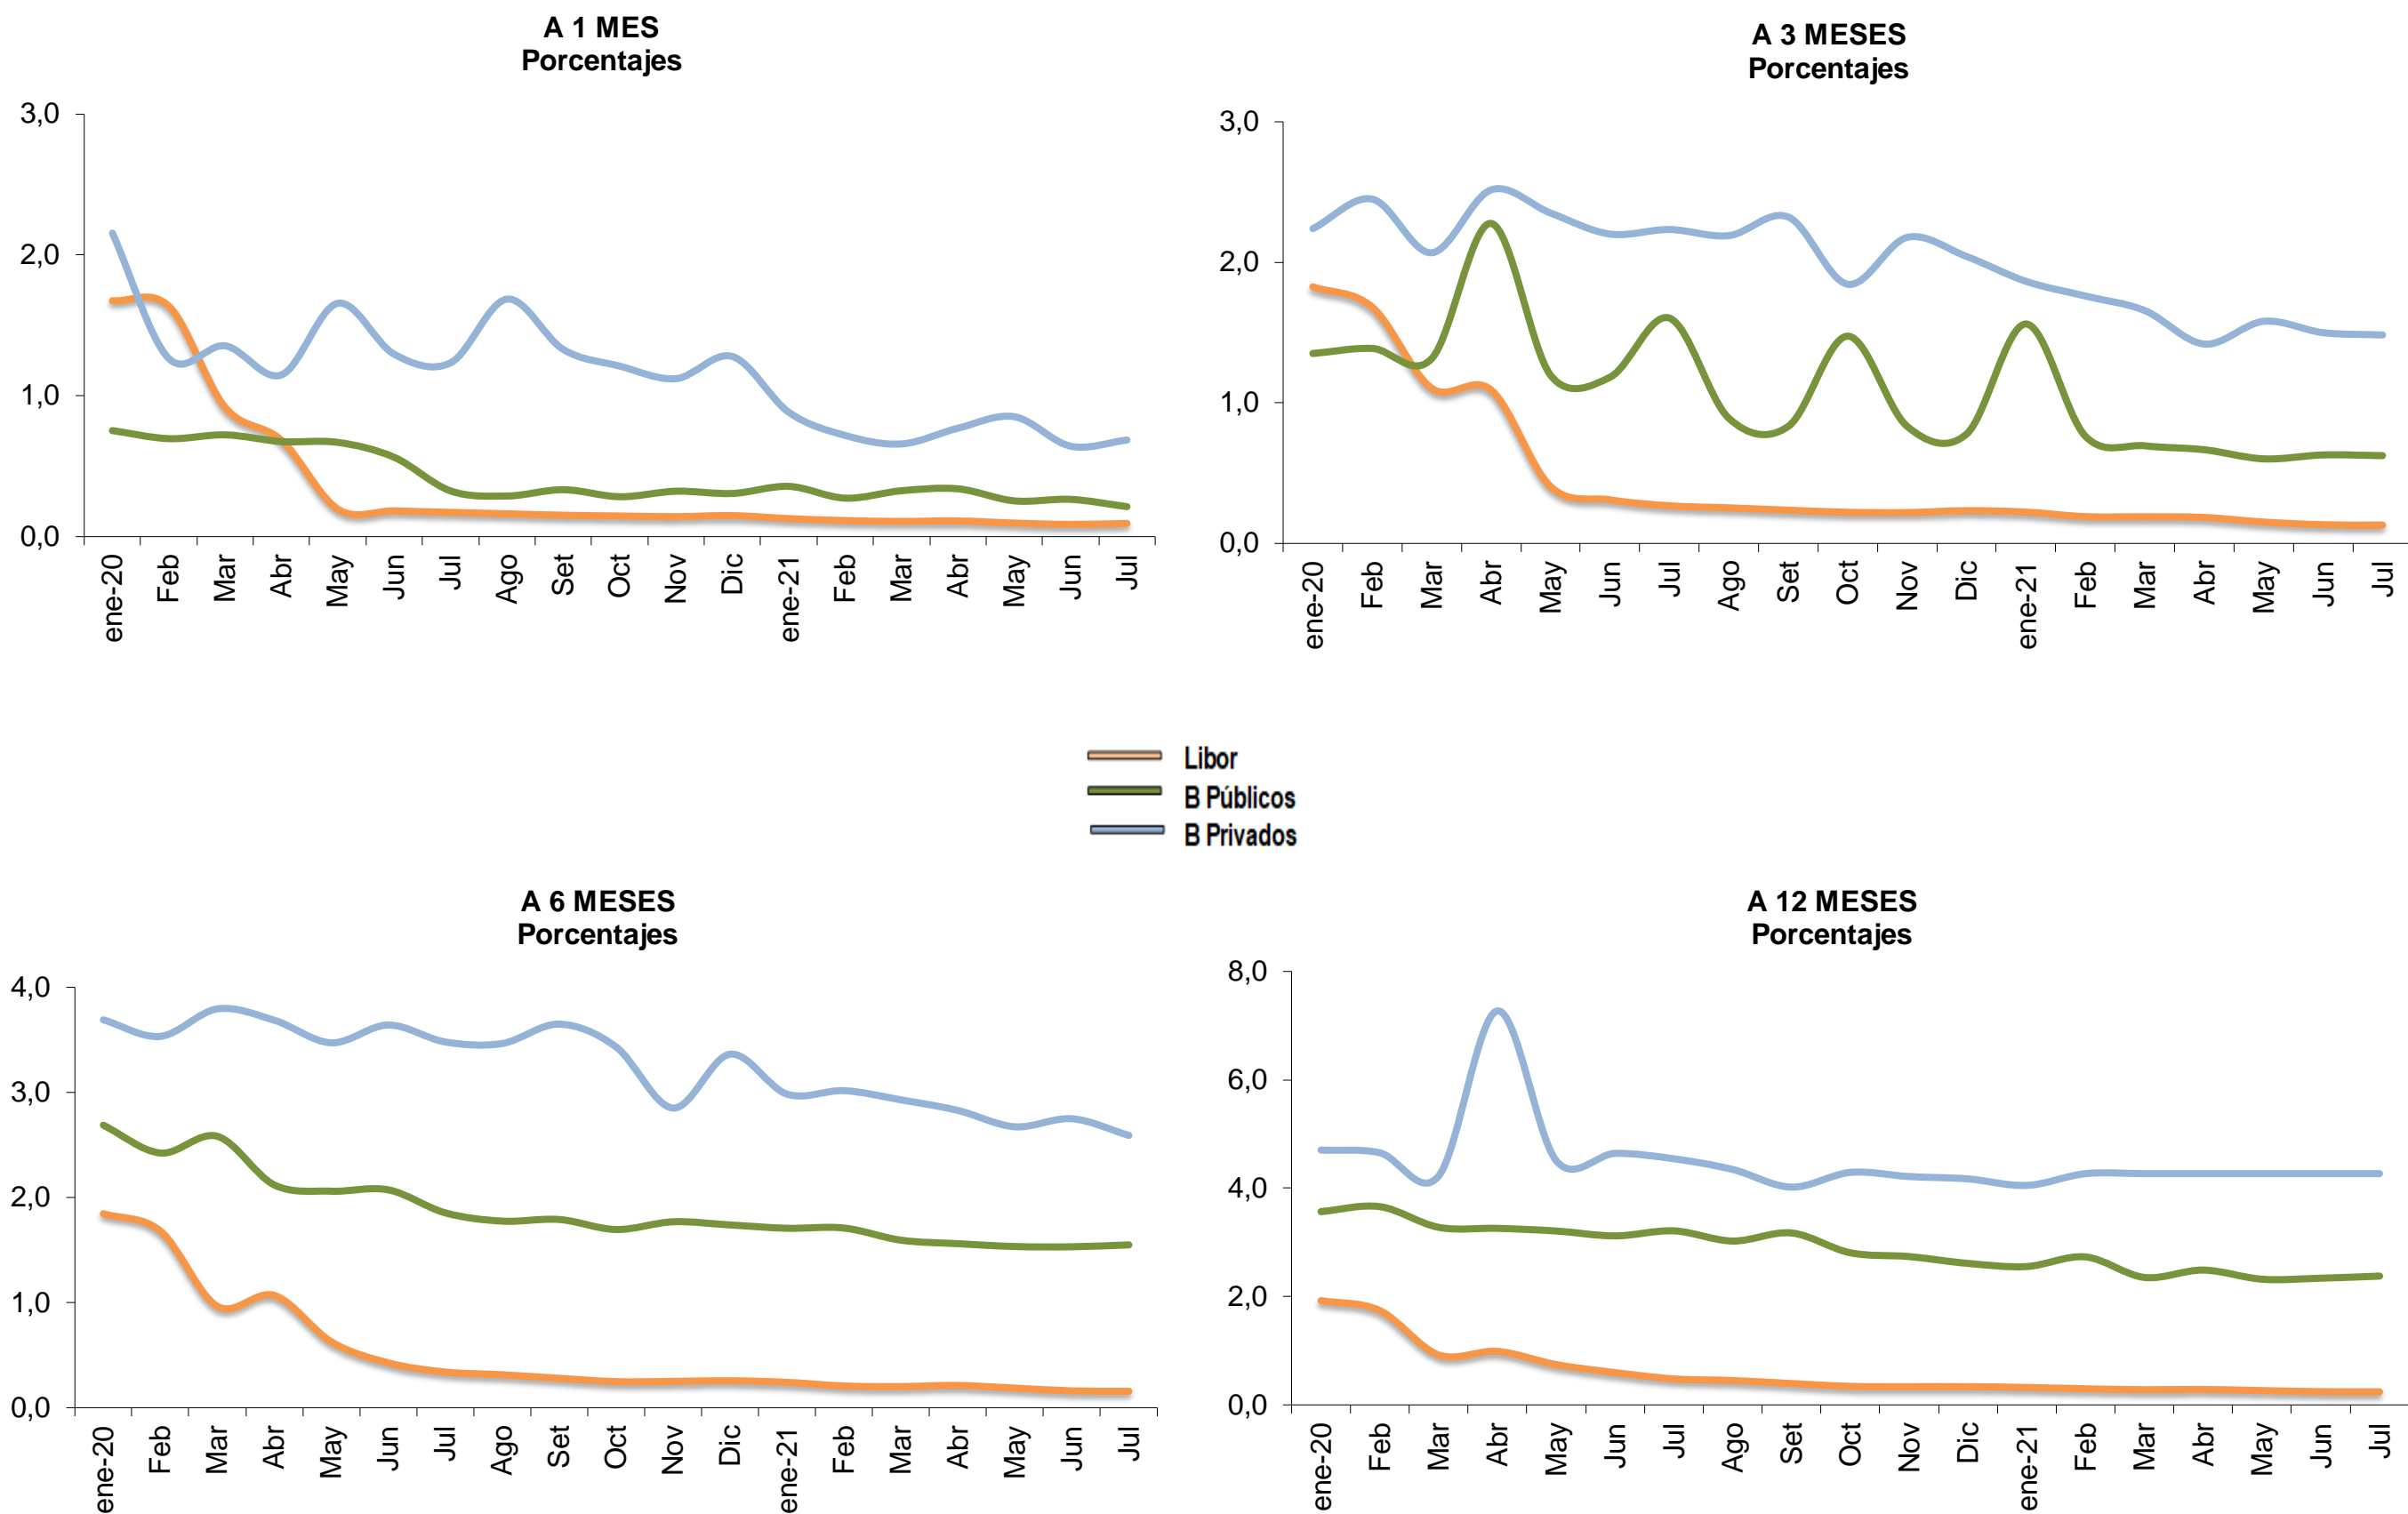 A 1 MES
Porcentajes
3,0
2,0
1,0
0,0
ene-20 Feb Mar Abr May Jun Jul Ago Set Oct Nov Dic ene-21 Feb Mar Abr May Jun Jul
A 3 MESES
Porcentajes
3,0
2,0
1,0
0,0
ene-20 Feb Mar Abr May Jun Jul Ago Set Oct Nov Dic ene-21 Feb Mar Abr May Jun Jul
Libor
B Públicos
B Privados
A 6 MESES
Porcentajes
4,0
3,0
2,0
1,0
0,0
ene-20 Feb Mar Abr May Jun Jul Ago Set Oct Nov Dic ene-21 Feb Mar Abr May Jun Jul
A 12 MESES
Porcentajes
8,0
6,0
4,0
2,0
0,0
ene-20 Feb Mar Abr May Jun Jul Ago Set Oct Nov Dic ene-21 Feb Mar Abr May Jun Jul